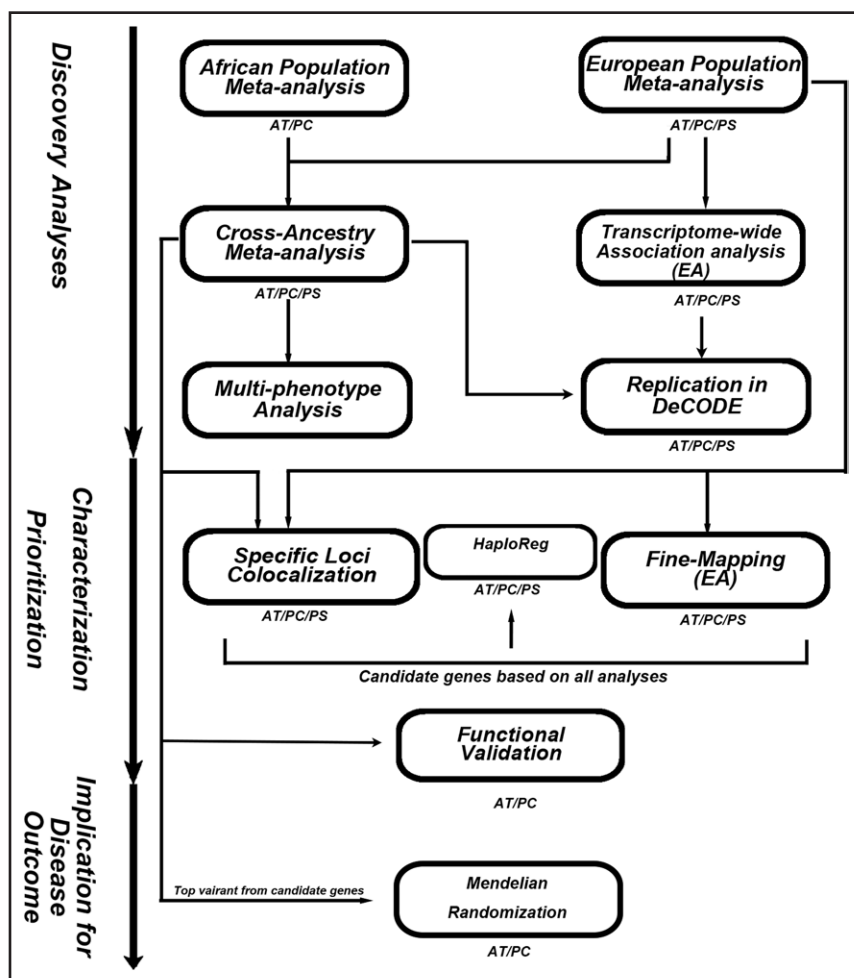 Discovery Analyses
African Population
Meta-analysis
AT/PC
European Population
Meta-analysis
AT/PC/PS
Cross-Ancestry
Meta-analysis
AT/PC/PS
Transcriptome-wide
Association analysis
(EA)
AT/PC/PS
Multi-phenotype
Analysis
Replication in
DeCODE
AT/PC/PS
Characterization
Prioritization
Specific Loci
Colocalization
AT/PC/PS
HaploReg
AT/PC/PS
Fine-Mapping
(EA)
AT/PC/PS
Candidate genes based on all analyses
Functional
Validation
AT/PC
Implication for
Disease
Outcome
Top vairant from candidate genes
Mendelian
Randomization
AT/PC